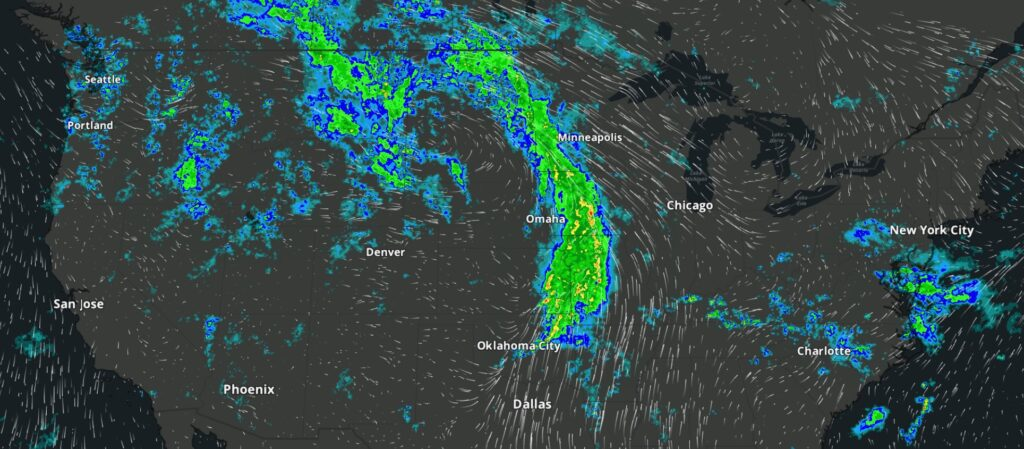 Seattle
Portland
Minneapolis
Omaha
Chicago
New York City
Denver
San Jose
Oklahoma City
Charlotte
Phoenix
Dallas